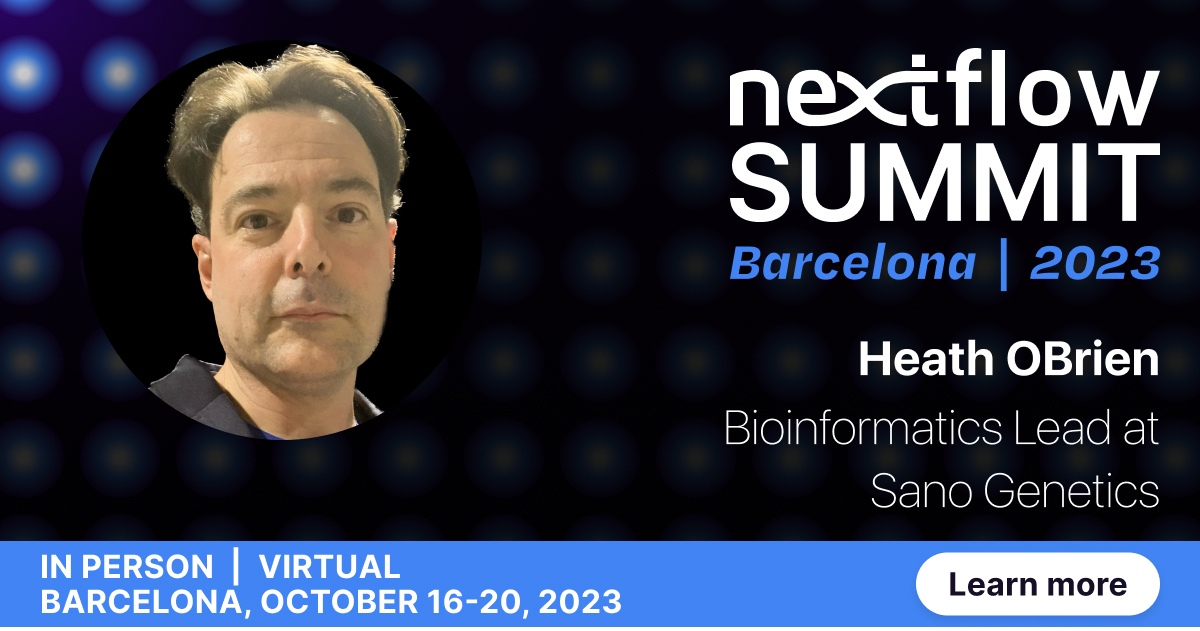 nextflow
SUMMIT
Barcelona | 2023
Heath OBrien
Bioinformatics Lead at
Sano Genetics
IN PERSON | VIRTUAL
BARCELONA, OCTOBER 16-20, 2023
Learn more